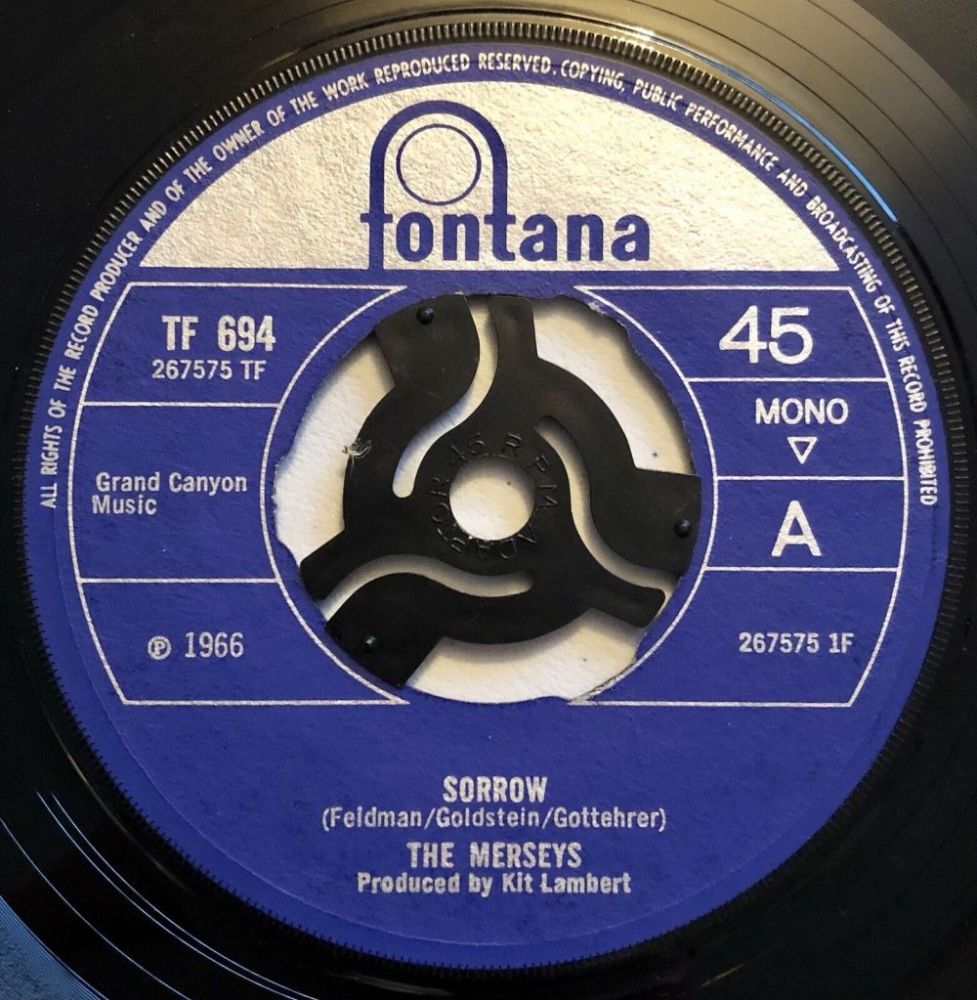 ALL RIGHTS OF THE RECORD PRODUCER AND OF THE OWNER OF THE WORK REPRODUCED RESERVED. COPYING, PUBLIC PERFORMANCE AND BROADCASTING OF THIS RECORD PROHIBITED
fontana
TF 694
267575 TF
45
MONO
A
Grand Canyon
Music
℗ 1966
267575 1F
45 R.P.M. ADAPTOR
SORROW
(Feldman/Goldstein/Gottehrer)
THE MERSEYS
Produced by Kit Lambert